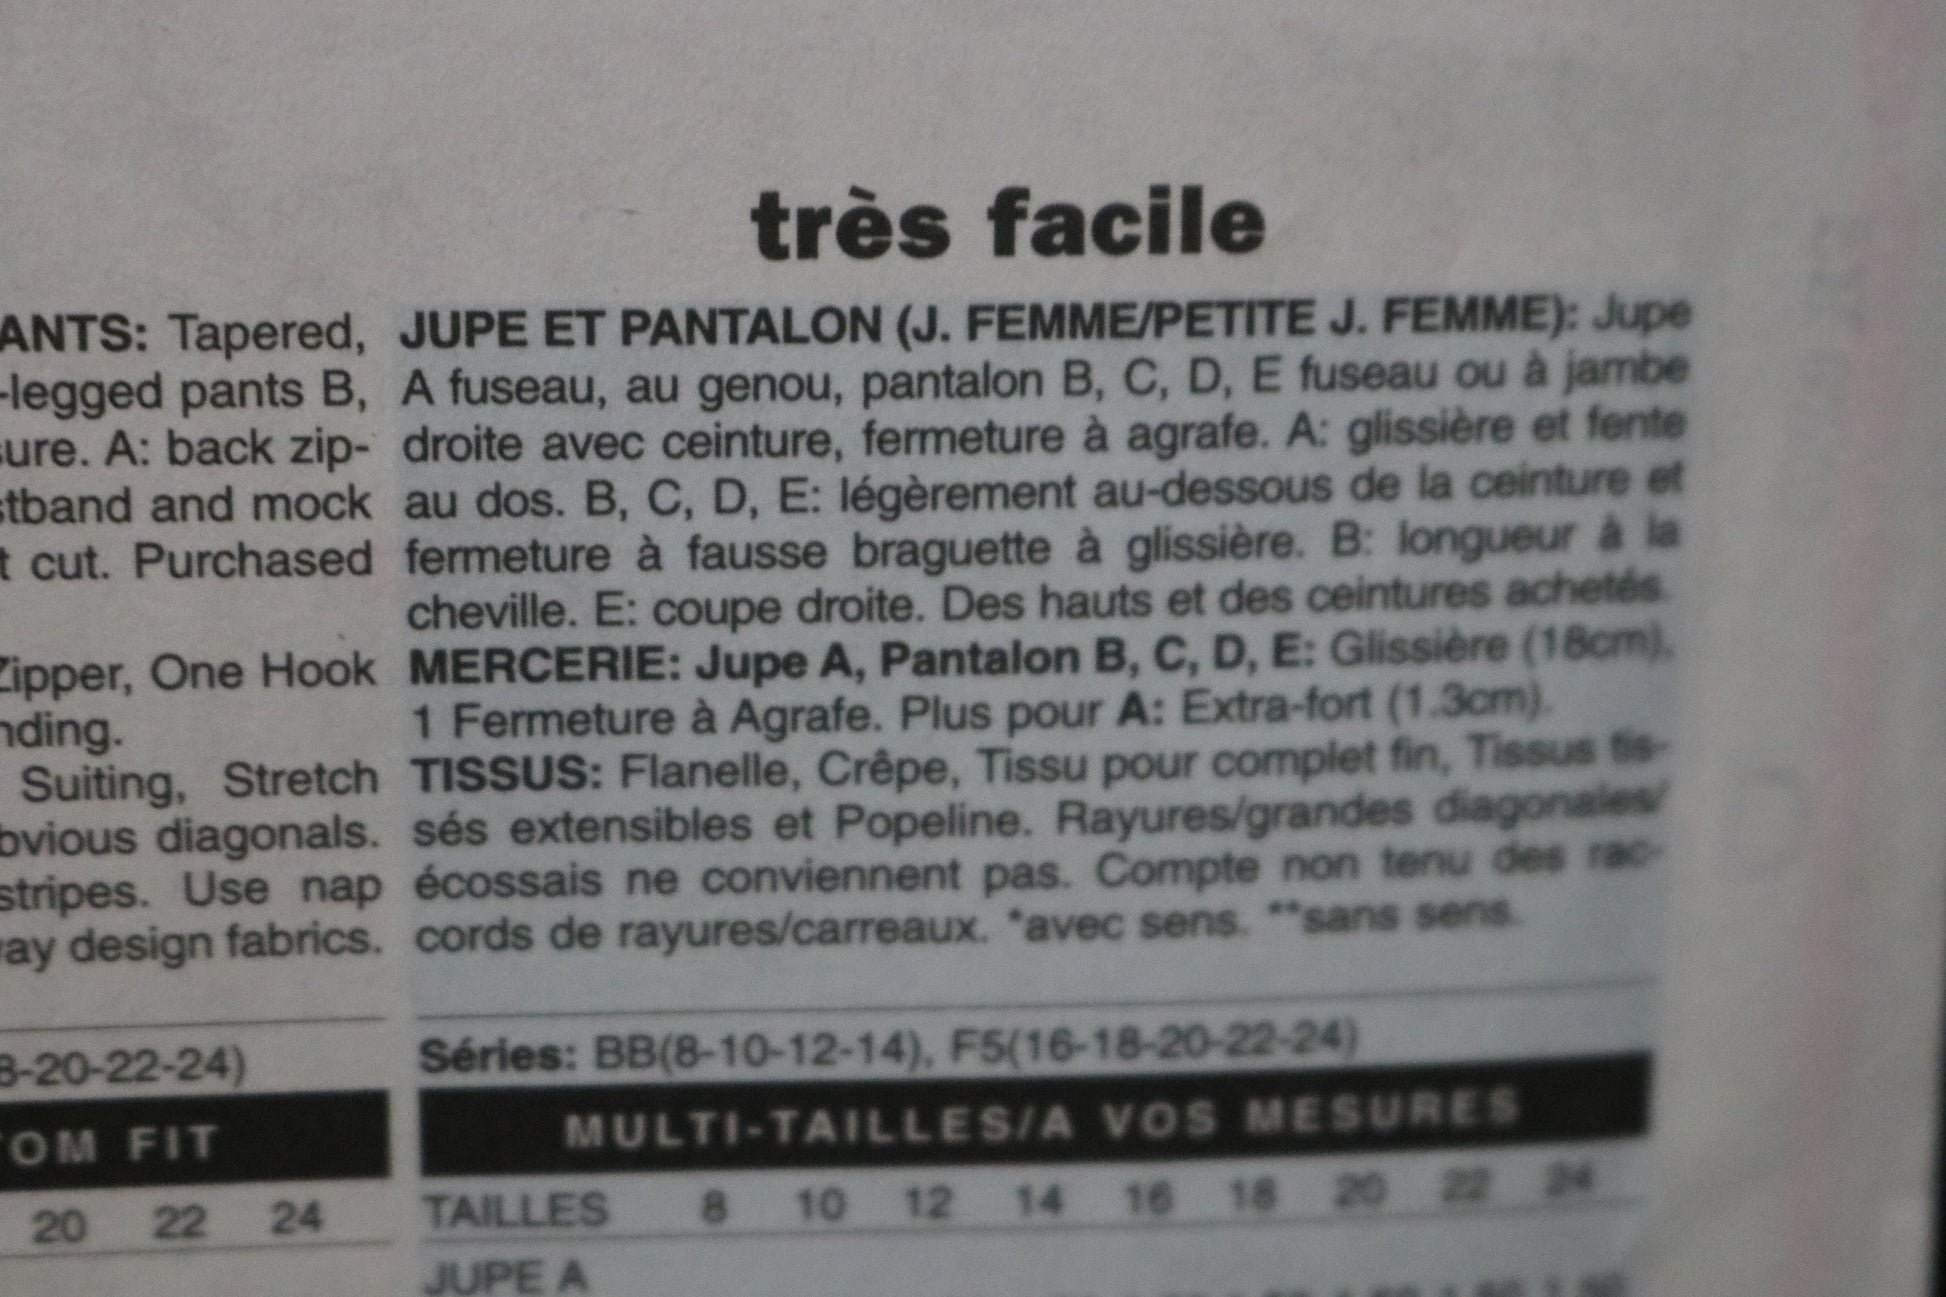 très facile
ANTS: Tapered,
-legged pants B,
sure. A: back zip-
stband and mock
t cut. Purchased
Zipper, One Hook
nding.
Suiting, Stretch
bvious diagonals.
stripes. Use nap
way design fabrics.
8-20-22-24)
TOM FIT
20 22 24
JUPE ET PANTALON (J. FEMME/PETITE J. FEMME): Jupe
A fuseau, au genou, pantalon B, C, D, E fuseau ou à jambe
droite avec ceinture, fermeture à agrafe. A: glissière et fente
au dos. B, C, D, E: légèrement au-dessous de la ceinture et
fermeture à fausse braguette à glissière. B: longueur à la
cheville. E: coupe droite. Des hauts et des ceintures achetés.
MERCERIE: Jupe A, Pantalon B, C, D, E: Glissière (18cm),
1 Fermeture à Agrafe. Plus pour A: Extra-fort (1.3cm).
TISSUS: Flanelle, Crêpe, Tissu pour complet fin, Tissus tis-
sés extensibles et Popeline. Rayures/grandes diagonales/
écossais ne conviennent pas. Compte non tenu des rac-
cords de rayures/carreaux. *avec sens. **sans sens.
Séries: BB(8-10-12-14), F5(16-18-20-22-24)
MULTI-TAILLES/A VOS MESURES
TAILLES 8 10 12 14 16 18 20 22 24
JUPE A